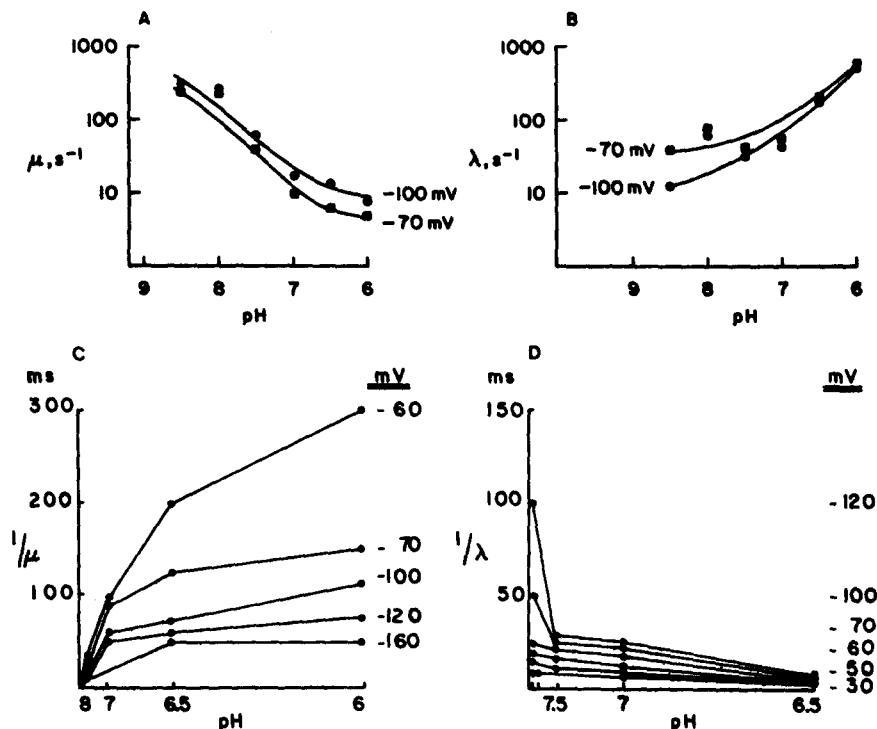 A
1000
100
10
μ, s⁻¹
-100 mV
-70 mV
9 8 7 6
pH
B
1000
100
10
λ, s⁻¹
-70 mV
-100 mV
9 8 7 6
pH
C
ms
300
200
100
1/μ
mV
-60
-70
-100
-120
-160
8 7 6.5 6
pH
D
ms
150
100
50
1/λ
mV
-120
-100
-70
-60
-50
-30
7.5 7 6.5
pH